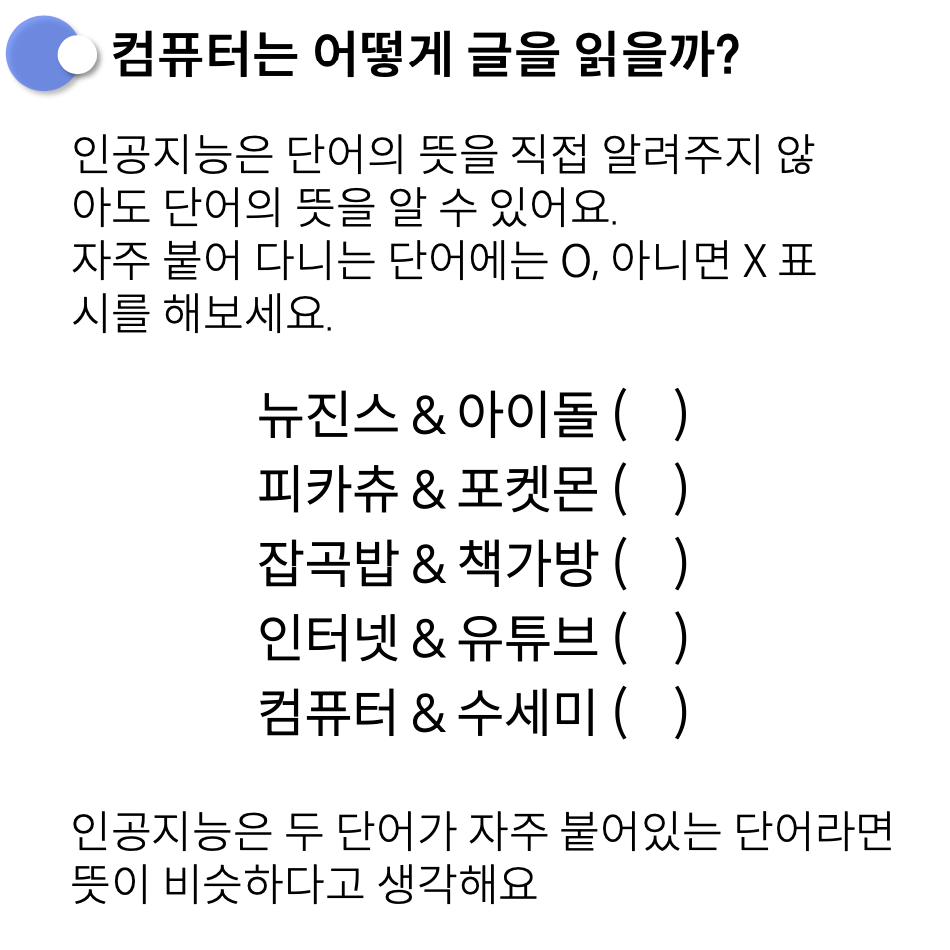 컴퓨터는 어떻게 글을 읽을까?
인공지능은 단어의 뜻을 직접 알려주지 않
아도 단어의 뜻을 알 수 있어요.
자주 붙어 다니는 단어에는 O, 아니면 X 표
시를 해보세요.
뉴진스 & 아이돌 (   )
피카츄 & 포켓몬 (   )
잡곡밥 & 책가방 (   )
인터넷 & 유튜브 (   )
컴퓨터 & 수세미 (   )
인공지능은 두 단어가 자주 붙어있는 단어라면
뜻이 비슷하다고 생각해요